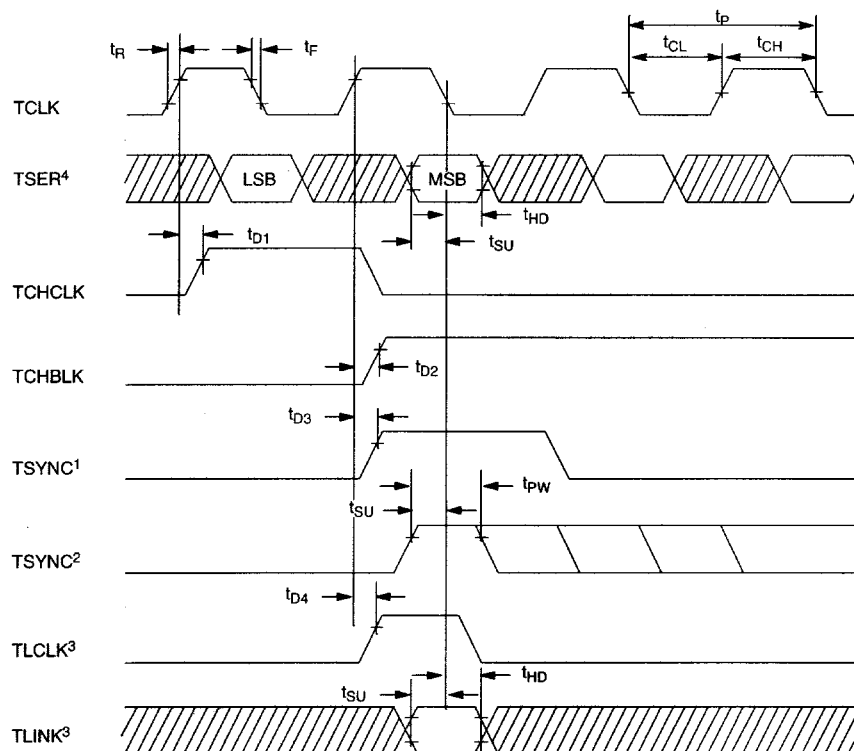 tP
tR tF tCL tCH
TCLK
TSER4 LSB MSB
tHD
tD1 tSU
TCHCLK
TCHBLK tD2
tD3
TSYNC1
tPW
tSU
TSYNC2
tD4
TLCLK3
tHD
tSU
TLINK3